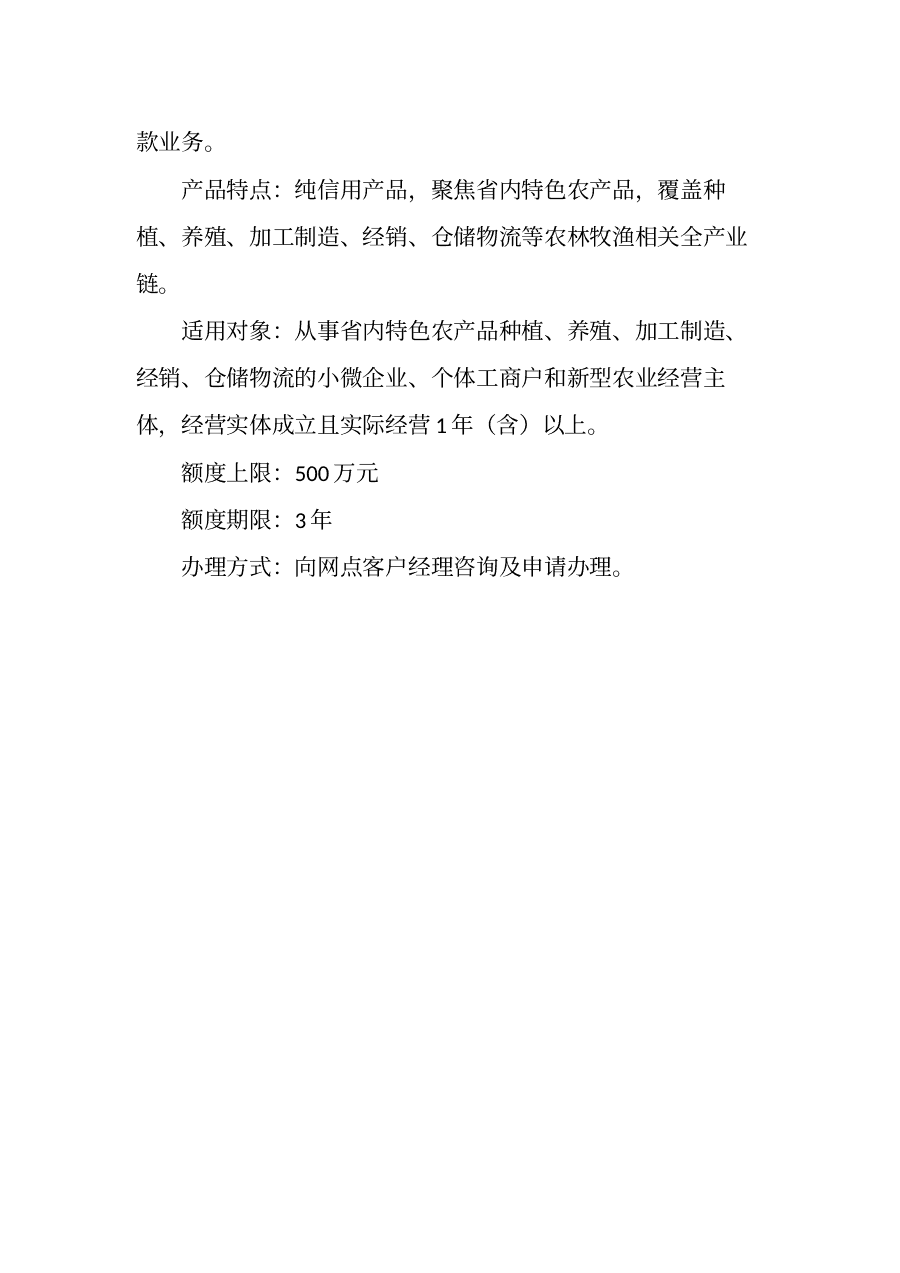 款业务。
产品特点：纯信用产品，聚焦省内特色农产品，覆盖种
植、养殖、加工制造、经销、仓储物流等农林牧渔相关全产业
链。
适用对象：从事省内特色农产品种植、养殖、加工制造、
经销、仓储物流的小微企业、个体工商户和新型农业经营主
体，经营实体成立且实际经营 1 年（含）以上。
额度上限：500 万元
额度期限：3 年
办理方式：向网点客户经理咨询及申请办理。